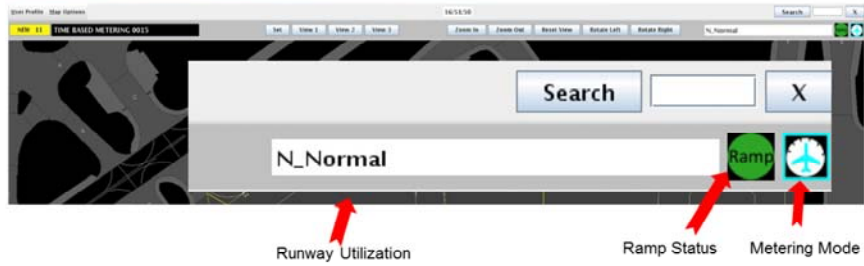 User Profile Map Options 16:53:50 Search X
NEW 11 TIME BASED METERING 0015 Set View 1 View 2 View 3 Zoom In Zoom Out Reset View Rotate Left Rotate Right N_Normal
Search X
N_Normal Ramp
Runway Utilization Ramp Status Metering Mode